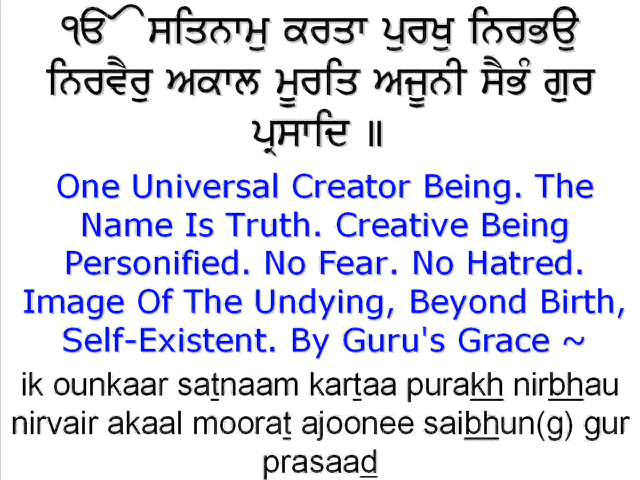 ੴ ਸਤਿਨਾਮੁ ਕਰਤਾ ਪੁਰਖੁ ਨਿਰਭਉ
ਨਿਰਵੈਰੁ ਅਕਾਲ ਮੂਰਤਿ ਅਜੂਨੀ ਸੈਭੰ ਗੁਰ
ਪ੍ਰਸਾਦਿ ॥
One Universal Creator Being. The
Name Is Truth. Creative Being
Personified. No Fear. No Hatred.
Image Of The Undying, Beyond Birth,
Self-Existent. By Guru's Grace ~
ik ounkaar satnaam kartaa purakh nirbhau
nirvair akaal moorat ajoonee saibhun(g) gur
prasaad